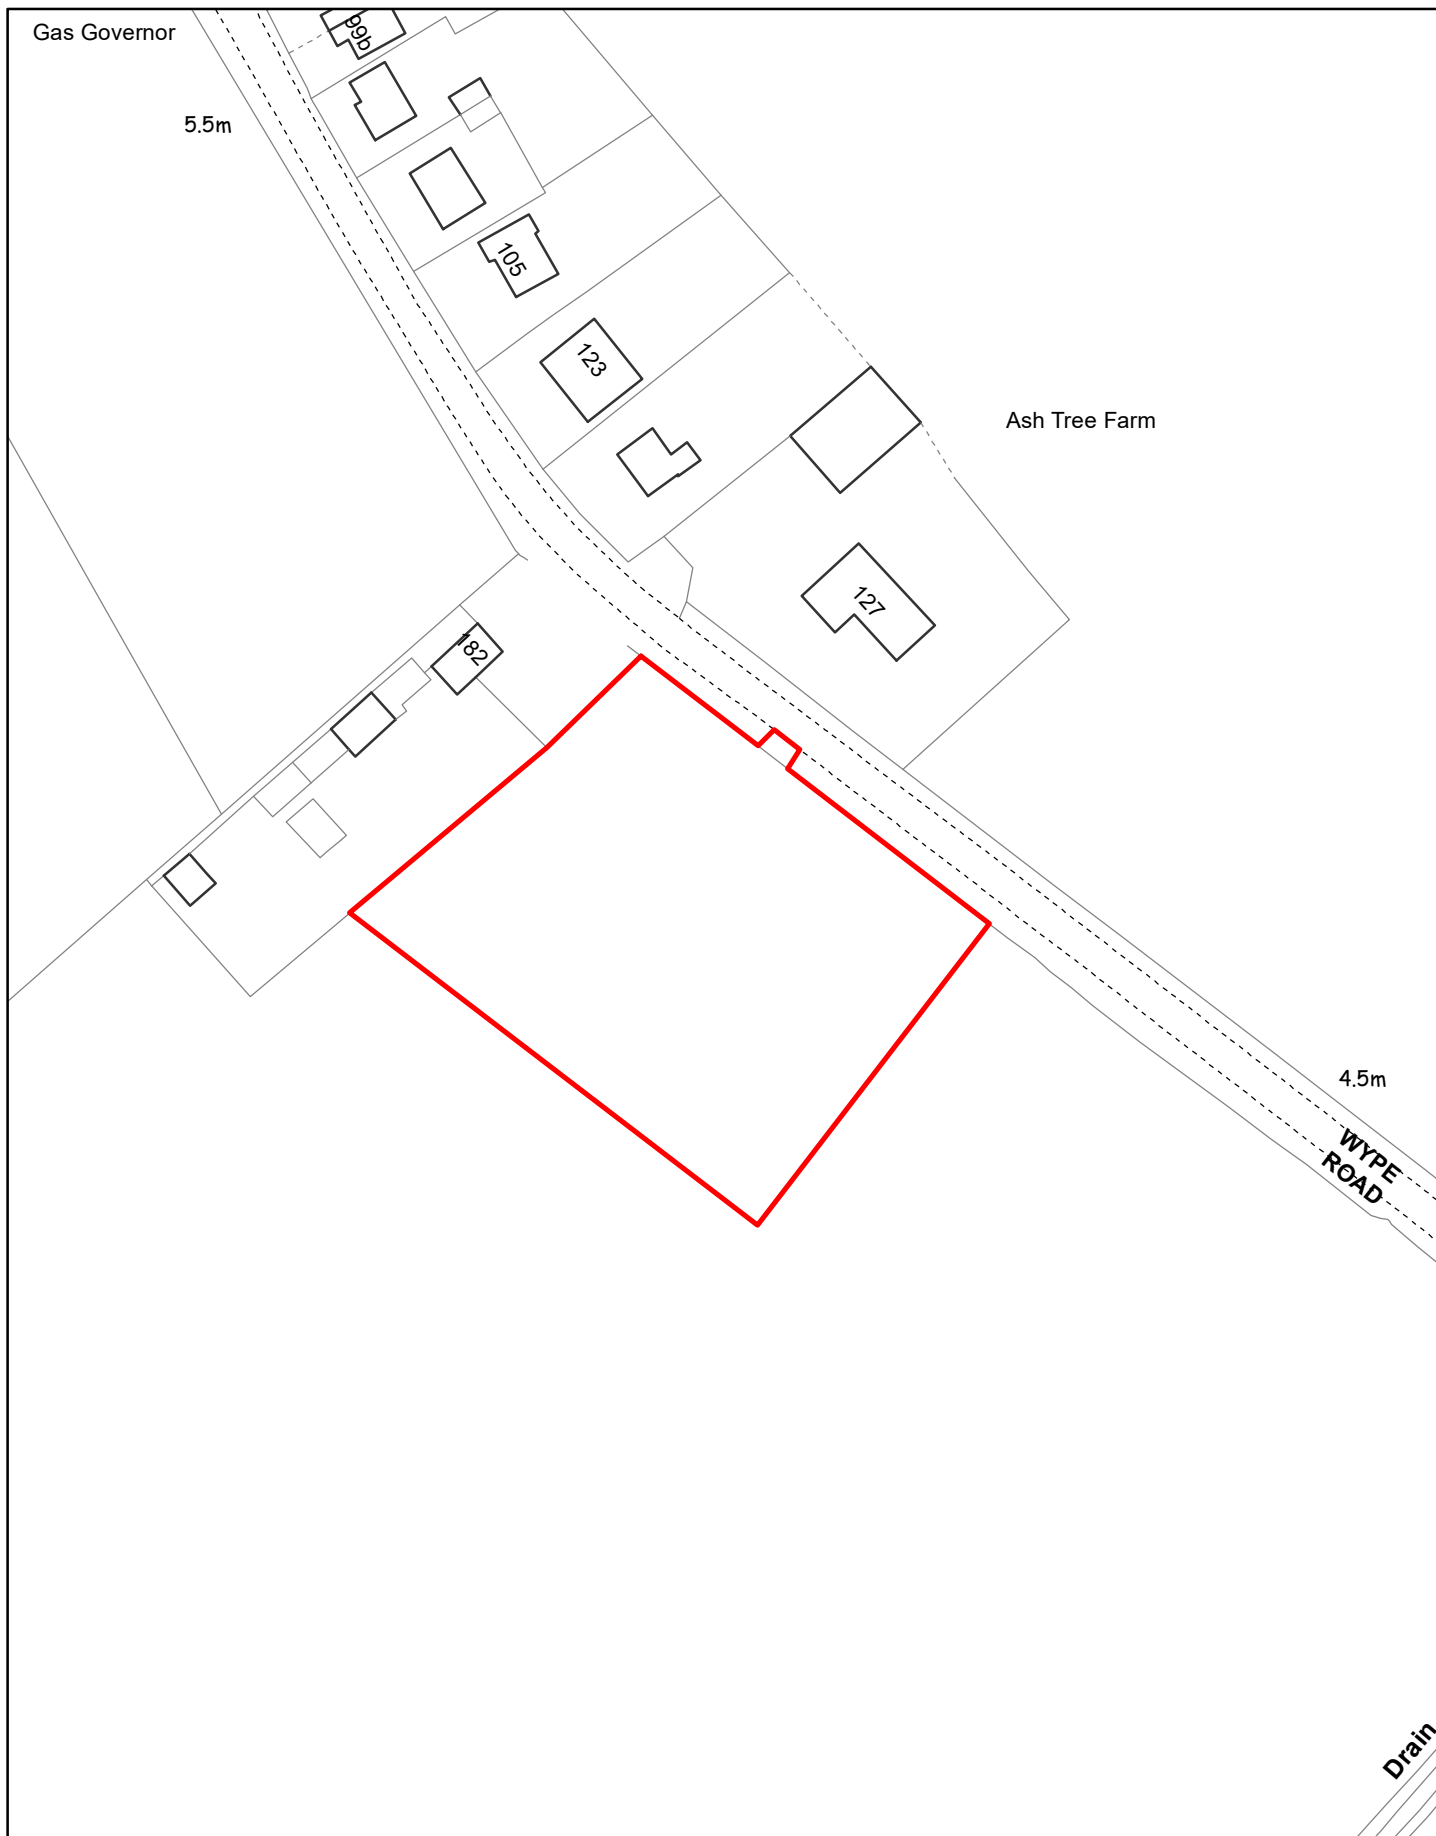 Gas Governor
99b
5.5m
105
123
Ash Tree Farm
127
182
4.5m
WYPE
ROAD
Drain